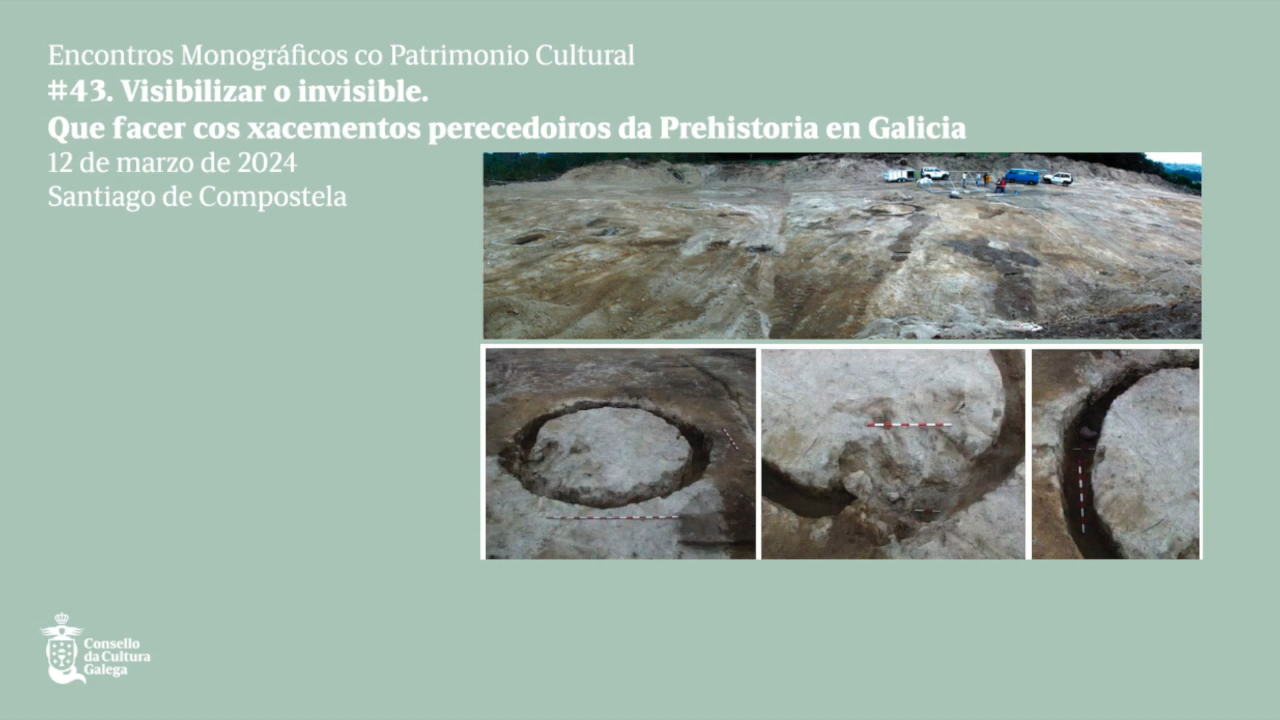 Encontros Monográficos co Patrimonio Cultural
#43. Visibilizar o invisible.
Que facer cos xacementos perecedoiros da Prehistoria en Galicia
12 de marzo de 2024
Santiago de Compostela
Consello
da Cultura
Galega